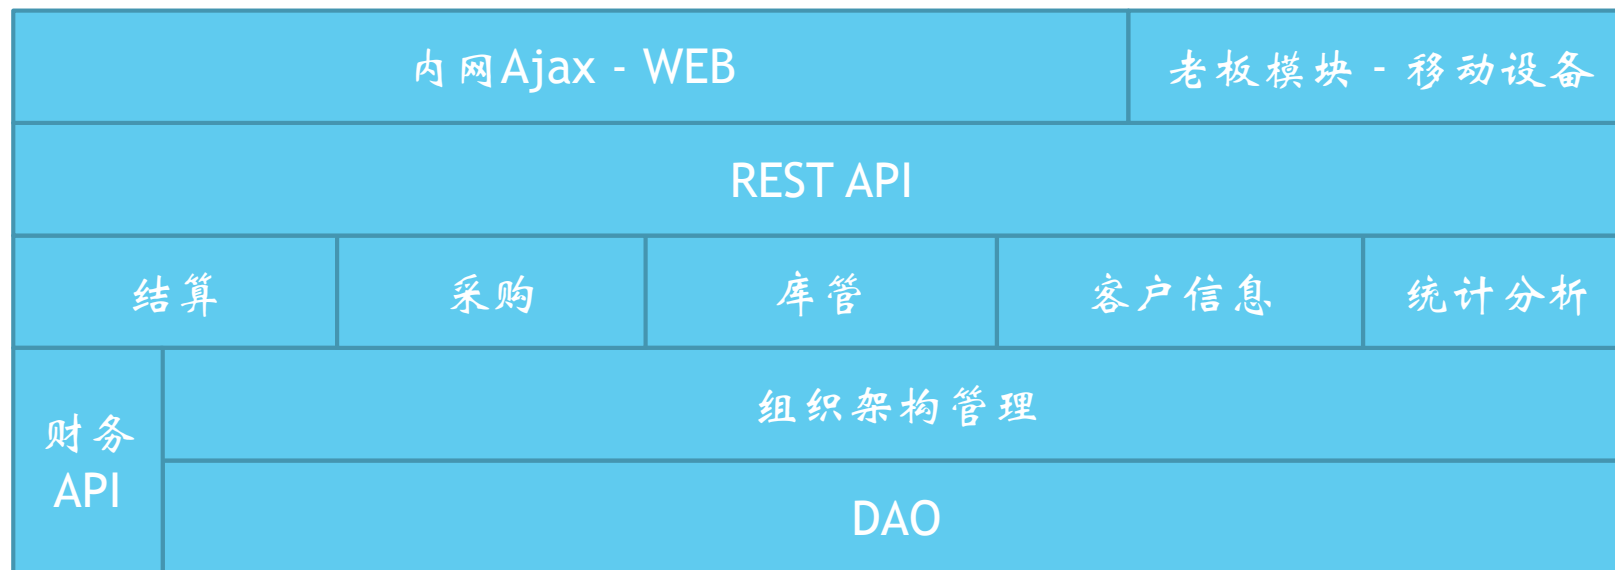 内网Ajax - WEB
老板模块 - 移动设备
REST API
结算
采购
库管
客户信息
统计分析
财务
API
组织架构管理
DAO